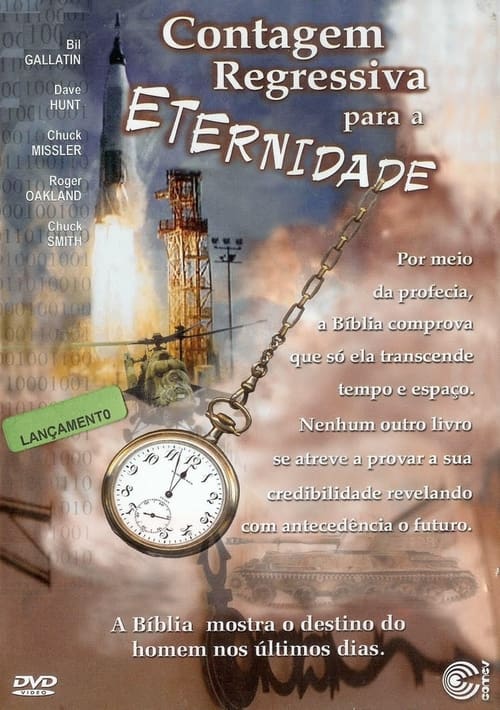 Bil
GALLATIN
Dave
HUNT
Chuck
MISSLER
Roger
OAKLAND
Chuck
SMITH
Contagem
Regressiva
para a
ETERNIDADE
Por meio
da profecia,
a Bíblia comprova
que só ela transcende
tempo e espaço.
Nenhum outro livro
se atreve a provar a sua
credibilidade revelando
com antecedência o futuro.
LANÇAMENTO
A Bíblia mostra o destino do
homem nos últimos dias.
DVD
VIDEO